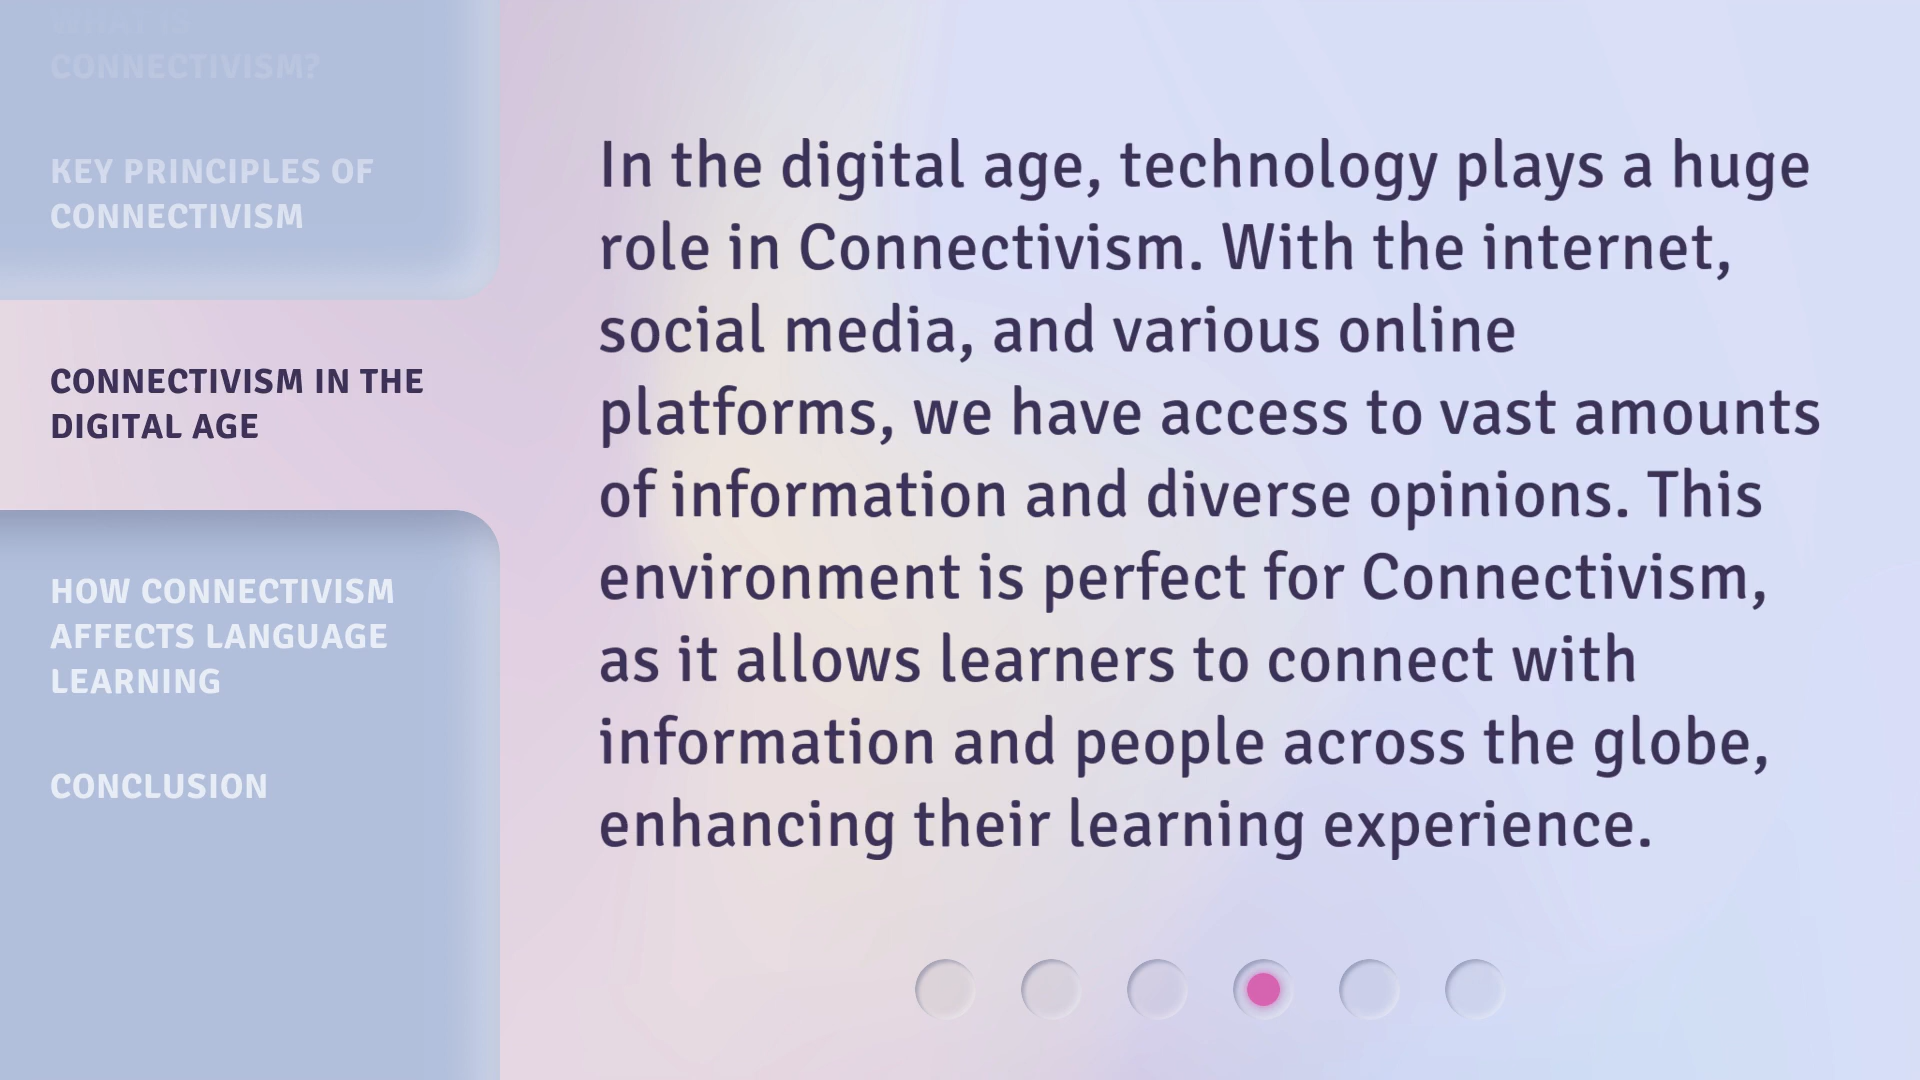 WHAT IS
CONNECTIVISM?
KEY PRINCIPLES OF
CONNECTIVISM
CONNECTIVISM IN THE
DIGITAL AGE
HOW CONNECTIVISM
AFFECTS LANGUAGE
LEARNING
CONCLUSION
In the digital age, technology plays a huge
role in Connectivism. With the internet,
social media, and various online
platforms, we have access to vast amounts
of information and diverse opinions. This
environment is perfect for Connectivism,
as it allows learners to connect with
information and people across the globe,
enhancing their learning experience.